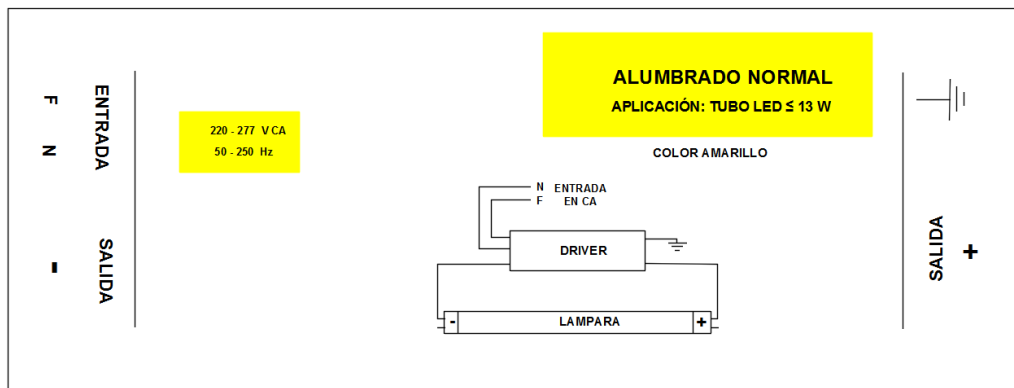 ENTRADA
F
N
SALIDA
-
220 - 277 V CA
50 - 250 Hz
ALUMBRADO NORMAL
APLICACIÓN: TUBO LED ≤ 13 W
COLOR AMARILLO
N ENTRADA
F EN CA
DRIVER
- LAMPARA +
SALIDA
+